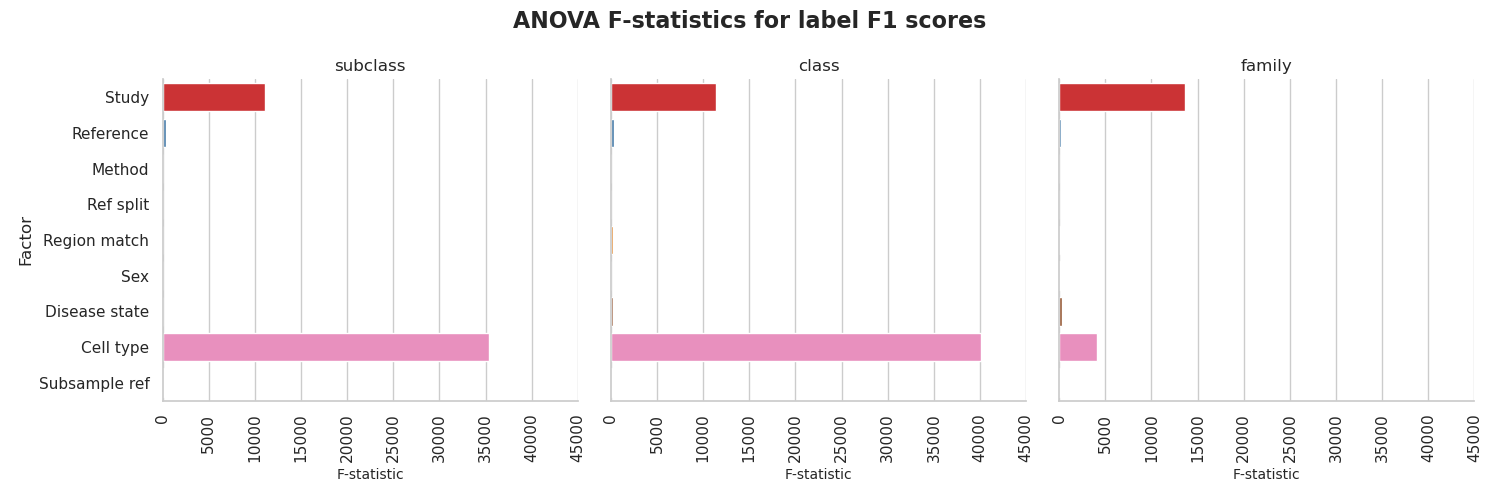 ANOVA F-statistics for label F1 scores
subclass
class
family
Factor
Study
Reference
Method
Ref split
Region match
Sex
Disease state
Cell type
Subsample ref
0 5000 10000 15000 20000 25000 30000 35000 40000 45000
0 5000 10000 15000 20000 25000 30000 35000 40000 45000
0 5000 10000 15000 20000 25000 30000 35000 40000 45000
F-statistic
F-statistic
F-statistic